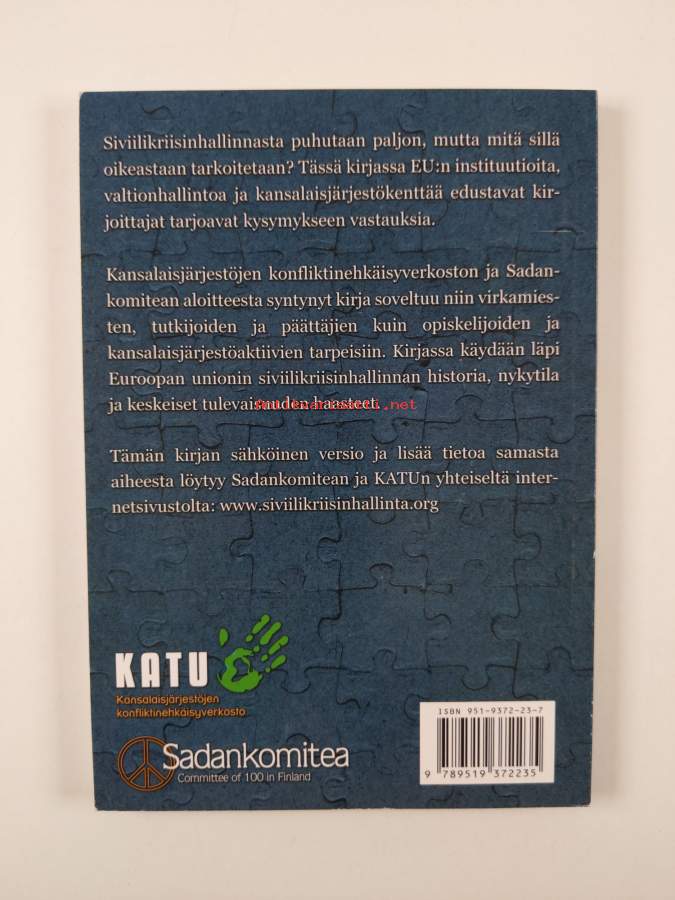 Siviilikriisinhallinnasta puhutaan paljon, mutta mitä sillä
oikeastaan tarkoitetaan? Tässä kirjassa EU:n instituutioita,
valtionhallintoa ja kansalaisjärjestökenttää edustavat kir-
joittajat tarjoavat kysymykseen vastauksia.
Kansalaisjärjestöjen konfliktinehkäisyverkoston ja Sadan-
komitean aloitteesta syntynyt kirja soveltuu niin virkamies-
ten, tutkijoiden ja päättäjien kuin opiskelijoiden ja
kansalaisjärjestöaktiivien tarpeisiin. Kirjassa käydään läpi
Euroopan unionin siviilikriisinhallinnan historia, nykytila
ja keskeiset tulevaisuuden haasteet.
Tämän kirjan sähköinen versio ja lisää tietoa samasta
aiheesta löytyy Sadankomitean ja KATUn yhteiseltä inter-
netsivustolta: www.siviilikriisinhallinta.org
KATU
Kansalaisjärjestöjen
konfliktinehkäisyverkosto
Sadankomitea
Committee of 100 in Finland
ISBN 951-9372-23-7
9 789519 372235